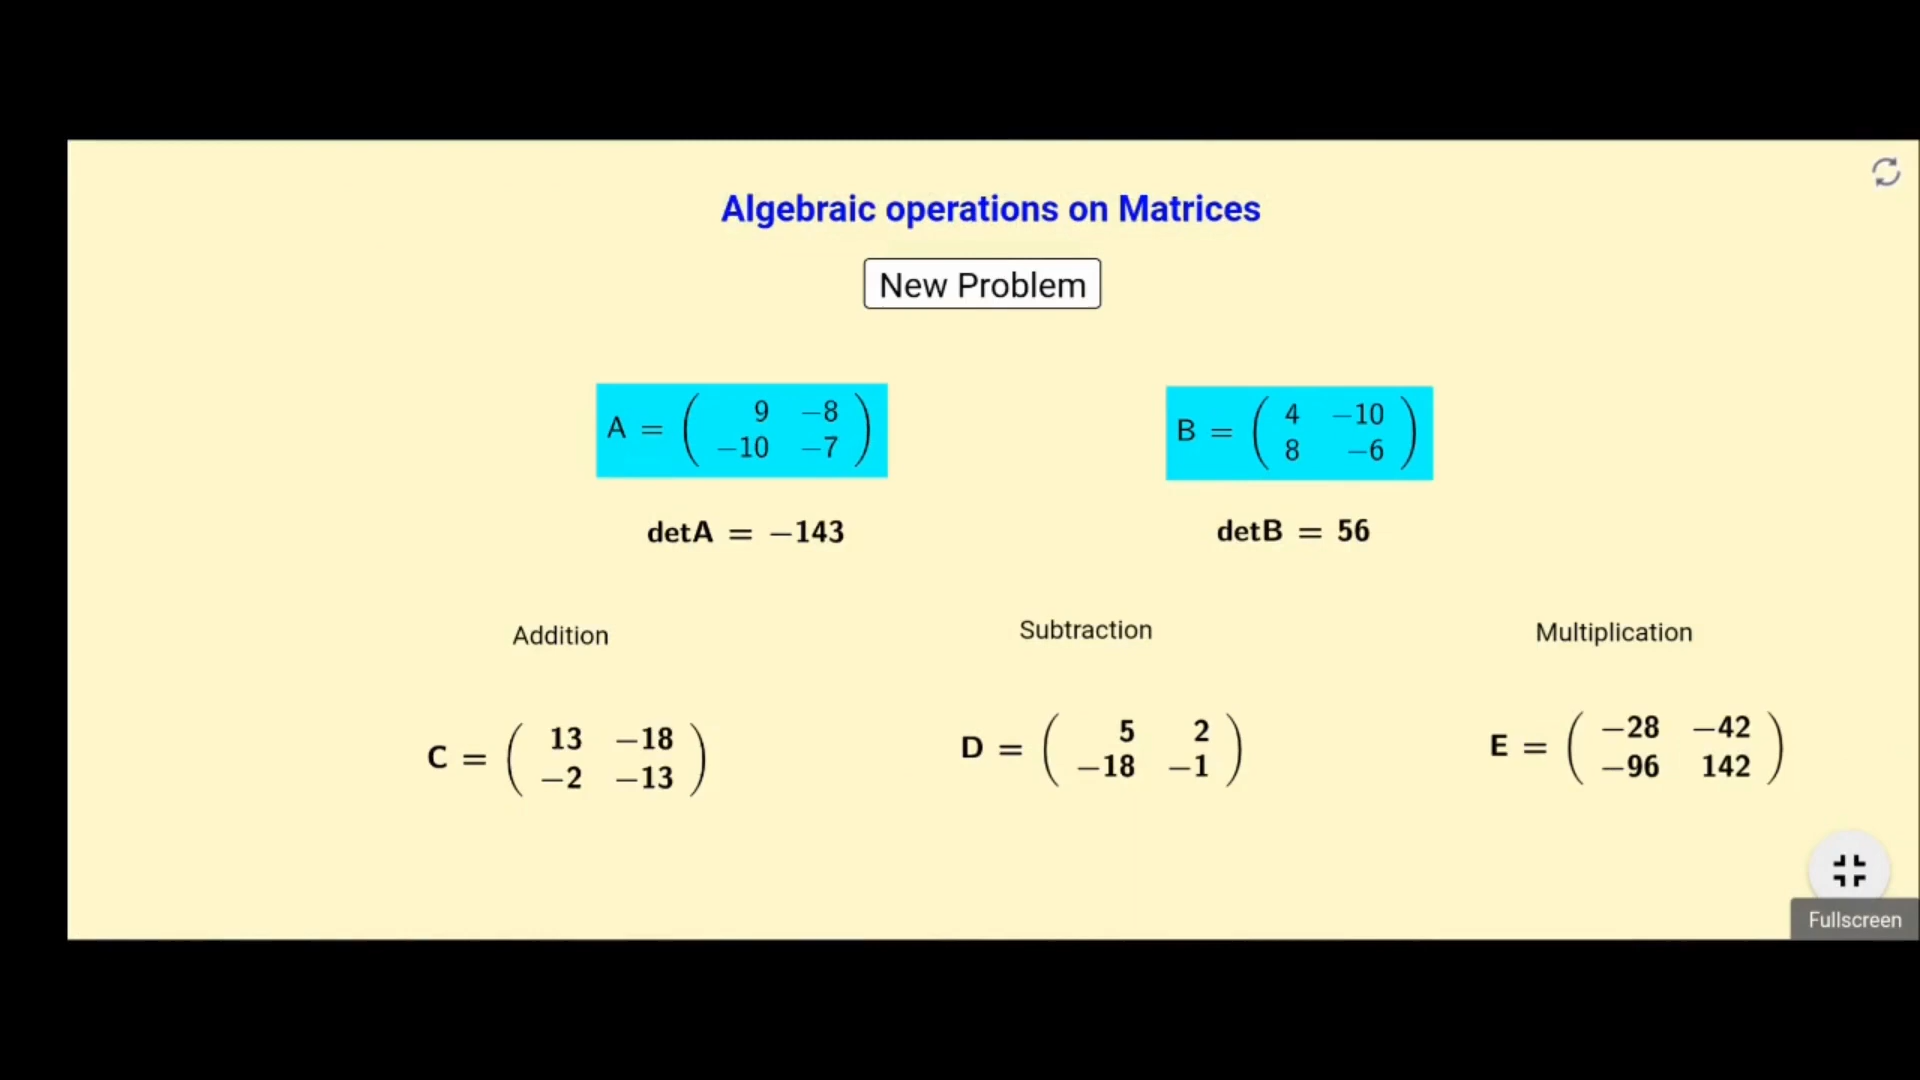 Algebraic operations on Matrices
New Problem
A = ( 9 −8
−10 −7 )
B = ( 4 −10
8 −6 )
detA = −143
detB = 56
Addition
Subtraction
Multiplication
C = ( 13 −18
−2 −13 )
D = ( 5 2
−18 −1 )
E = ( −28 −42
−96 142 )
Fullscreen